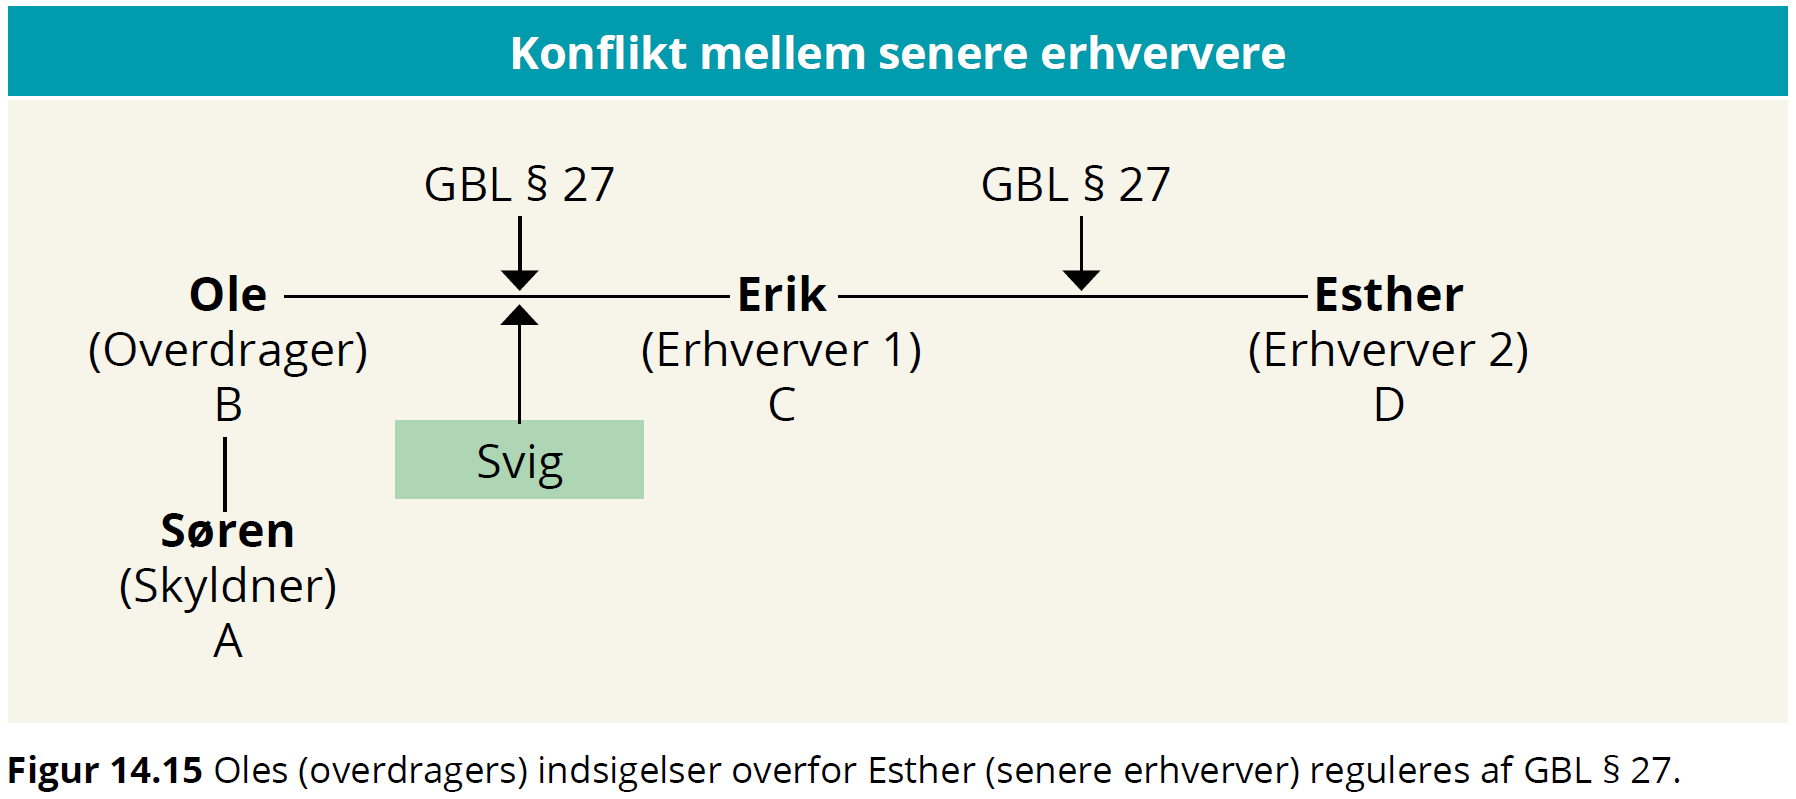 Konflikt mellem senere erhververe
GBL § 27 GBL § 27
Ole Erik Esther
(Overdrager) (Erhverver 1) (Erhverver 2)
B C D
Svig
Søren
(Skyldner)
A
Figur 14.15 Oles (overdragers) indsigelser overfor Esther (senere erhverver) reguleres af GBL § 27.